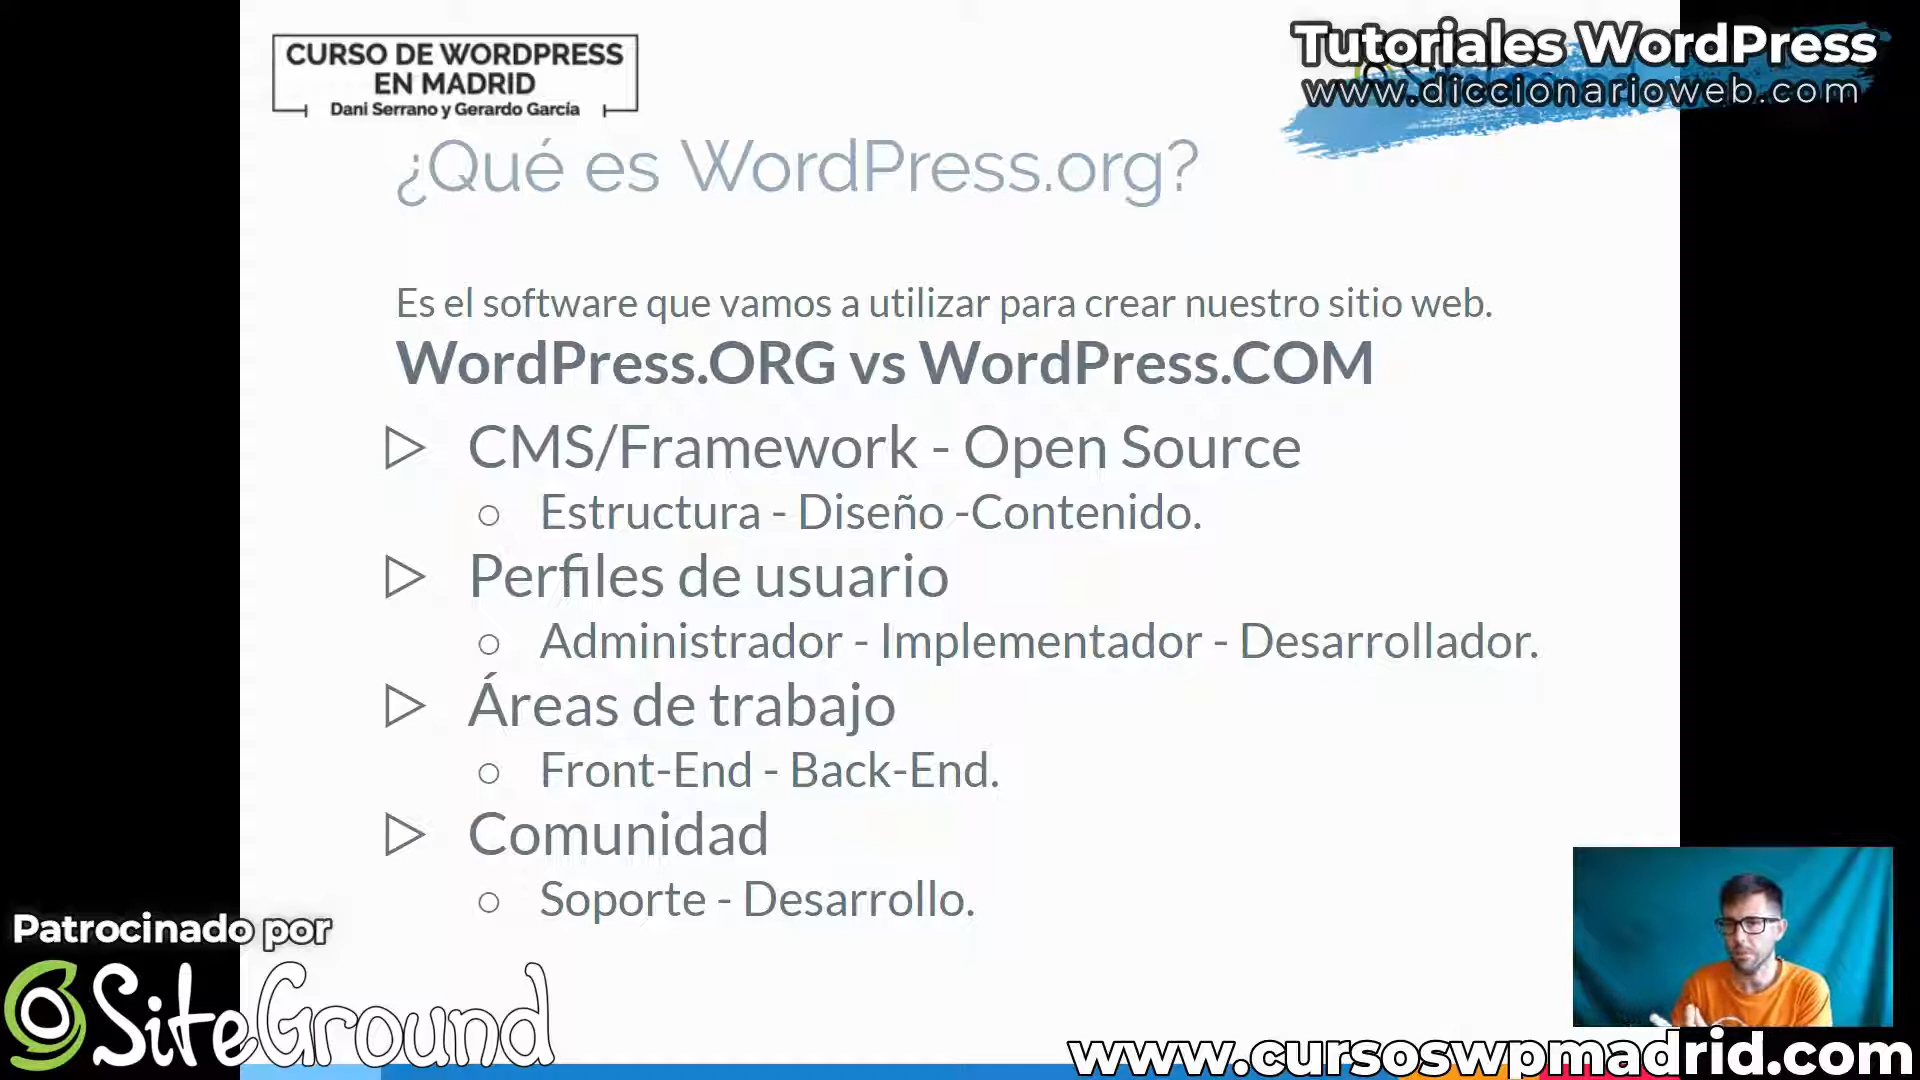 CURSO DE WORDPRESS
EN MADRID
Dani Serrano y Gerardo García
Tutoriales WordPress
www.diccionarioweb.com
¿Qué es WordPress.org?
Es el software que vamos a utilizar para crear nuestro sitio web.
WordPress.ORG vs WordPress.COM
CMS/Framework - Open Source
Estructura - Diseño -Contenido.
Perfiles de usuario
Administrador - Implementador - Desarrollador.
Áreas de trabajo
Front-End - Back-End.
Comunidad
Soporte - Desarrollo.
Patrocinado por
SiteGround
www.cursoswpmadrid.com